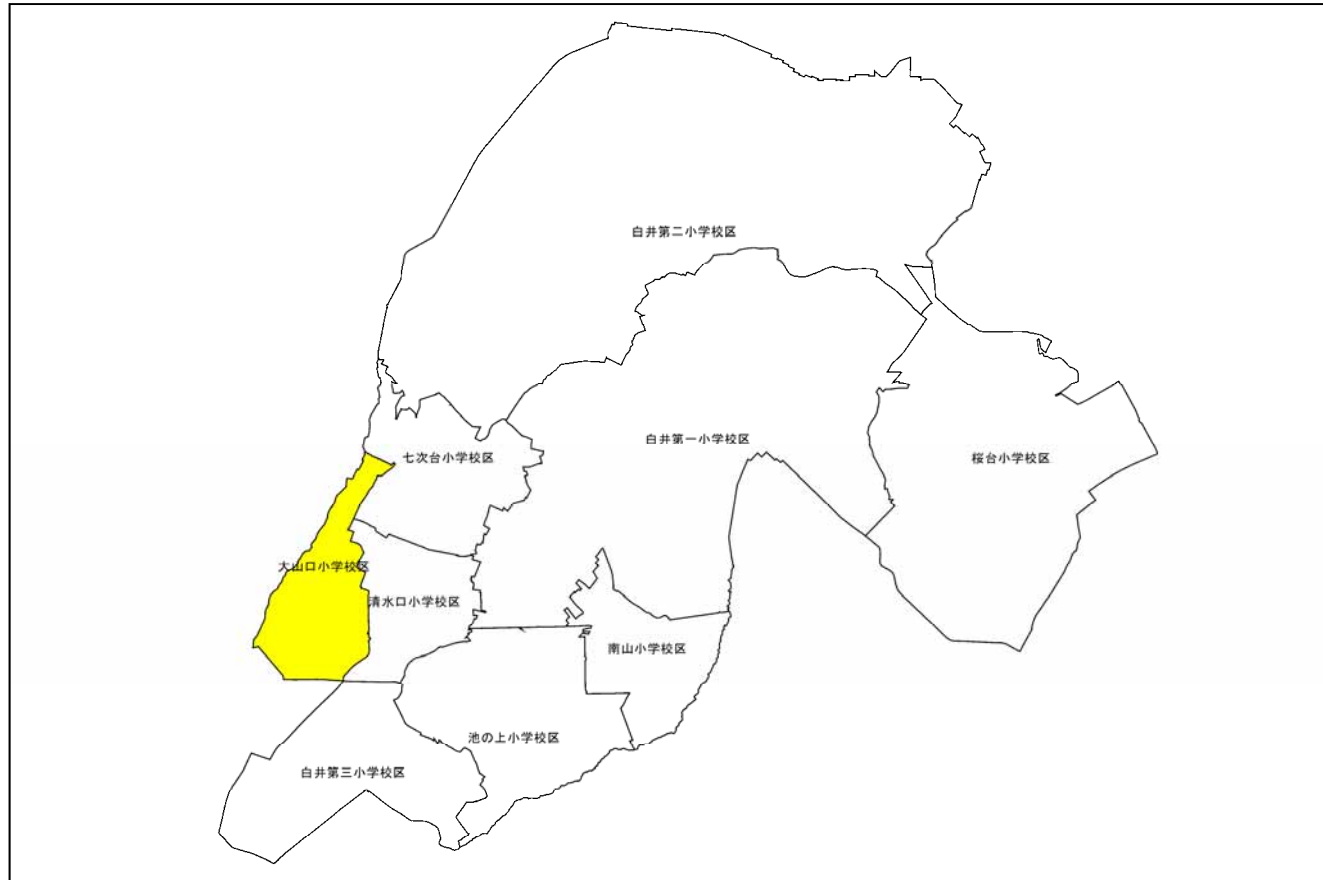 白井第二小学校区
白井第一小学校区
七次台小学校区
桜台小学校区
大山口小学校区
清水口小学校区
南山小学校区
池の上小学校区
白井第三小学校区